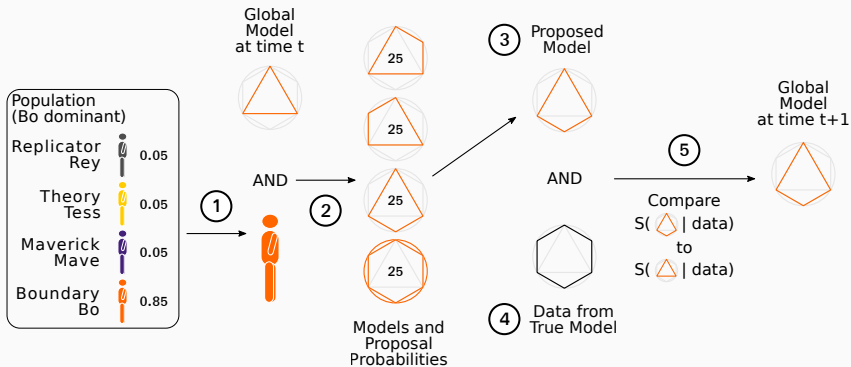 Global
Model
at time t
Population
(Bo dominant)
Replicator
Rey
0.05
Theory
Tess
0.05
Maverick
Mave
0.05
Boundary
Bo
0.85
1
AND
2
25
25
25
25
Models and
Proposal
Probabilities
3
Proposed
Model
AND
4
Data from
True Model
5
Compare
S( | data)
to
S( | data)
Global
Model
at time t+1